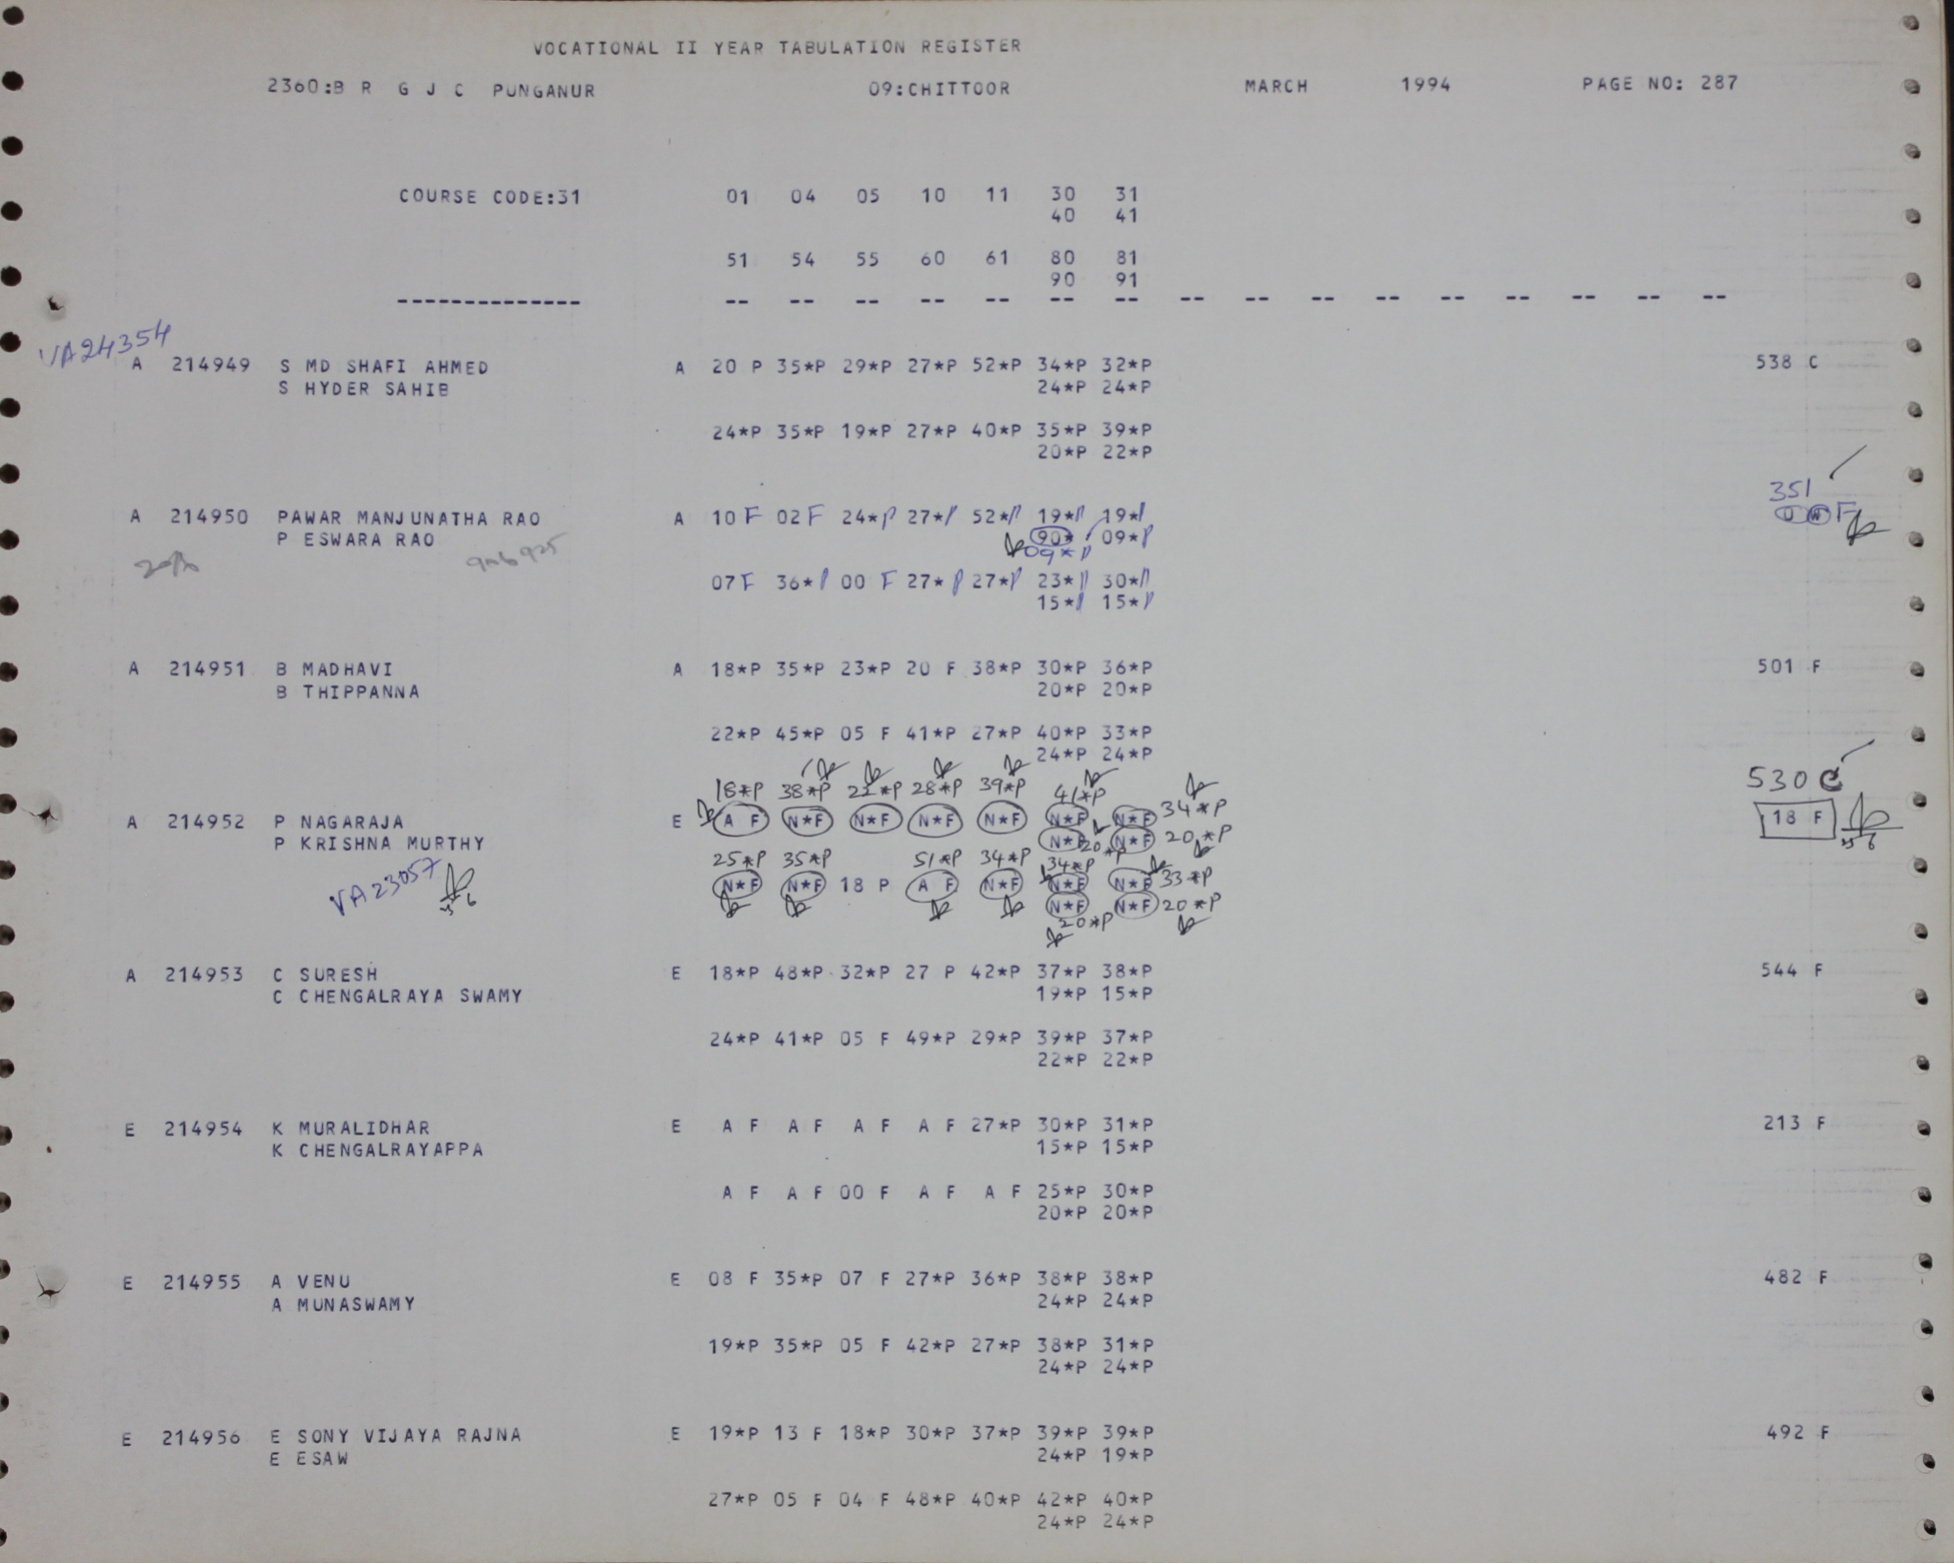 VOCATIONAL II YEAR TABULATION REGISTER
2360:B R G J C PUNGANUR 09:CHITTOOR MARCH 1994 PAGE NO: 287
COURSE CODE:31 01 04 05 10 11 30 31
40 41
51 54 55 60 61 80 81
90 91
-------------- -- -- -- -- -- -- -- -- -- -- -- -- -- -- -- --
VA24354
A 214949 S MD SHAFI AHMED A 20 P 35*P 29*P 27*P 52*P 34*P 32*P 538 C
S HYDER SAHIB 24*P 24*P
24*P 35*P 19*P 27*P 40*P 35*P 39*P
20*P 22*P
351
A 214950 PAWAR MANJUNATHA RAO A 10 F 02 F 24*P 27*P 52*P 19*P 19*P F
P ESWARA RAO 90* 09*P
09*P
07 F 36*P 00 F 27*P 27*P 23*P 30*P
15*P 15*P
A 214951 B MADHAVI A 18*P 35*P 23*P 20 F 38*P 30*P 36*P 501 F
B THIPPANNA 20*P 20*P
22*P 45*P 05 F 41*P 27*P 40*P 33*P
24*P 24*P
18*P 38*P 28*P 39*P 41*P 530 C
A 214952 P NAGARAJA E A F N*F N*F N*F N*F N*F N*F 34*P 18 F
P KRISHNA MURTHY N*F 20*P N*F 20*P
25*P 35*P 51*P 34*P 34*P
VA23057 N*F N*F 18 P A F N*F N*F N*F 33*P
N*F N*F 20*P
20*P
A 214953 C SURESH E 18*P 48*P 32*P 27 P 42*P 37*P 38*P 544 F
C CHENGALRAYA SWAMY 19*P 15*P
24*P 41*P 05 F 49*P 29*P 39*P 37*P
22*P 22*P
E 214954 K MURALIDHAR E A F A F A F A F 27*P 30*P 31*P 213 F
K CHENGALRAYAPPA 15*P 15*P
A F A F 00 F A F A F 25*P 30*P
20*P 20*P
E 214955 A VENU E 08 F 35*P 07 F 27*P 36*P 38*P 38*P 482 F
A MUNASWAMY 24*P 24*P
19*P 35*P 05 F 42*P 27*P 38*P 31*P
24*P 24*P
E 214956 E SONY VIJAYA RAJNA E 19*P 13 F 18*P 30*P 37*P 39*P 39*P 492 F
E ESAW 24*P 19*P
27*P 05 F 04 F 48*P 40*P 42*P 40*P
24*P 24*P